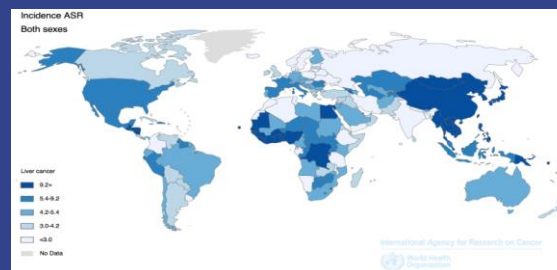 Incidence ASR
Both sexes
Liver cancer
9.2+
5.4-9.2
4.2-5.4
3.0-4.2
<3.0
No Data
International Agency for Research on Cancer
World Health
Organization